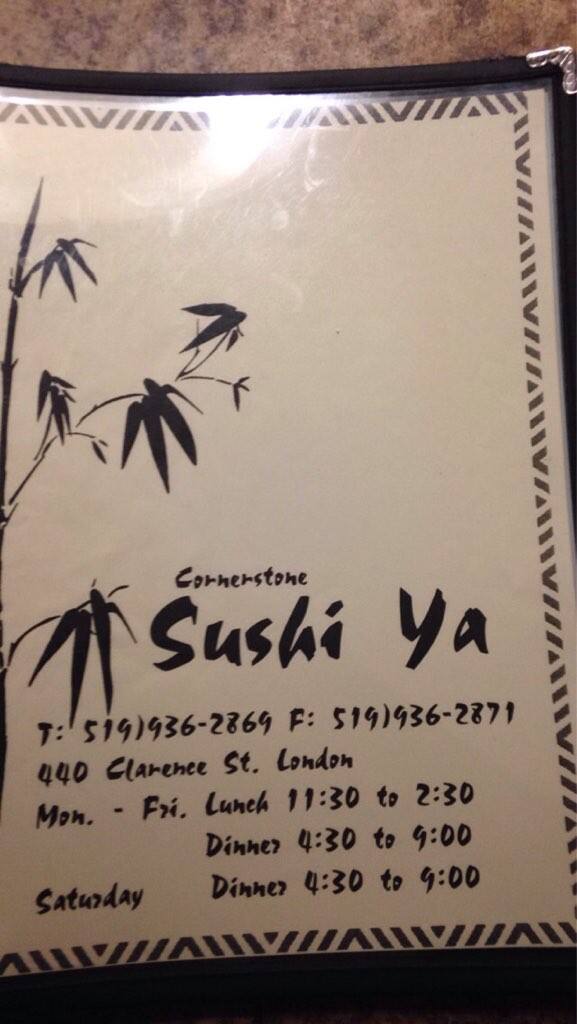 Cornerstone
Sushi Ya
T: 519)936-2869 F: 519)936-2871
440 Clarence St. London
Mon. - Fri. Lunch 11:30 to 2:30
Dinner 4:30 to 9:00
Saturday Dinner 4:30 to 9:00